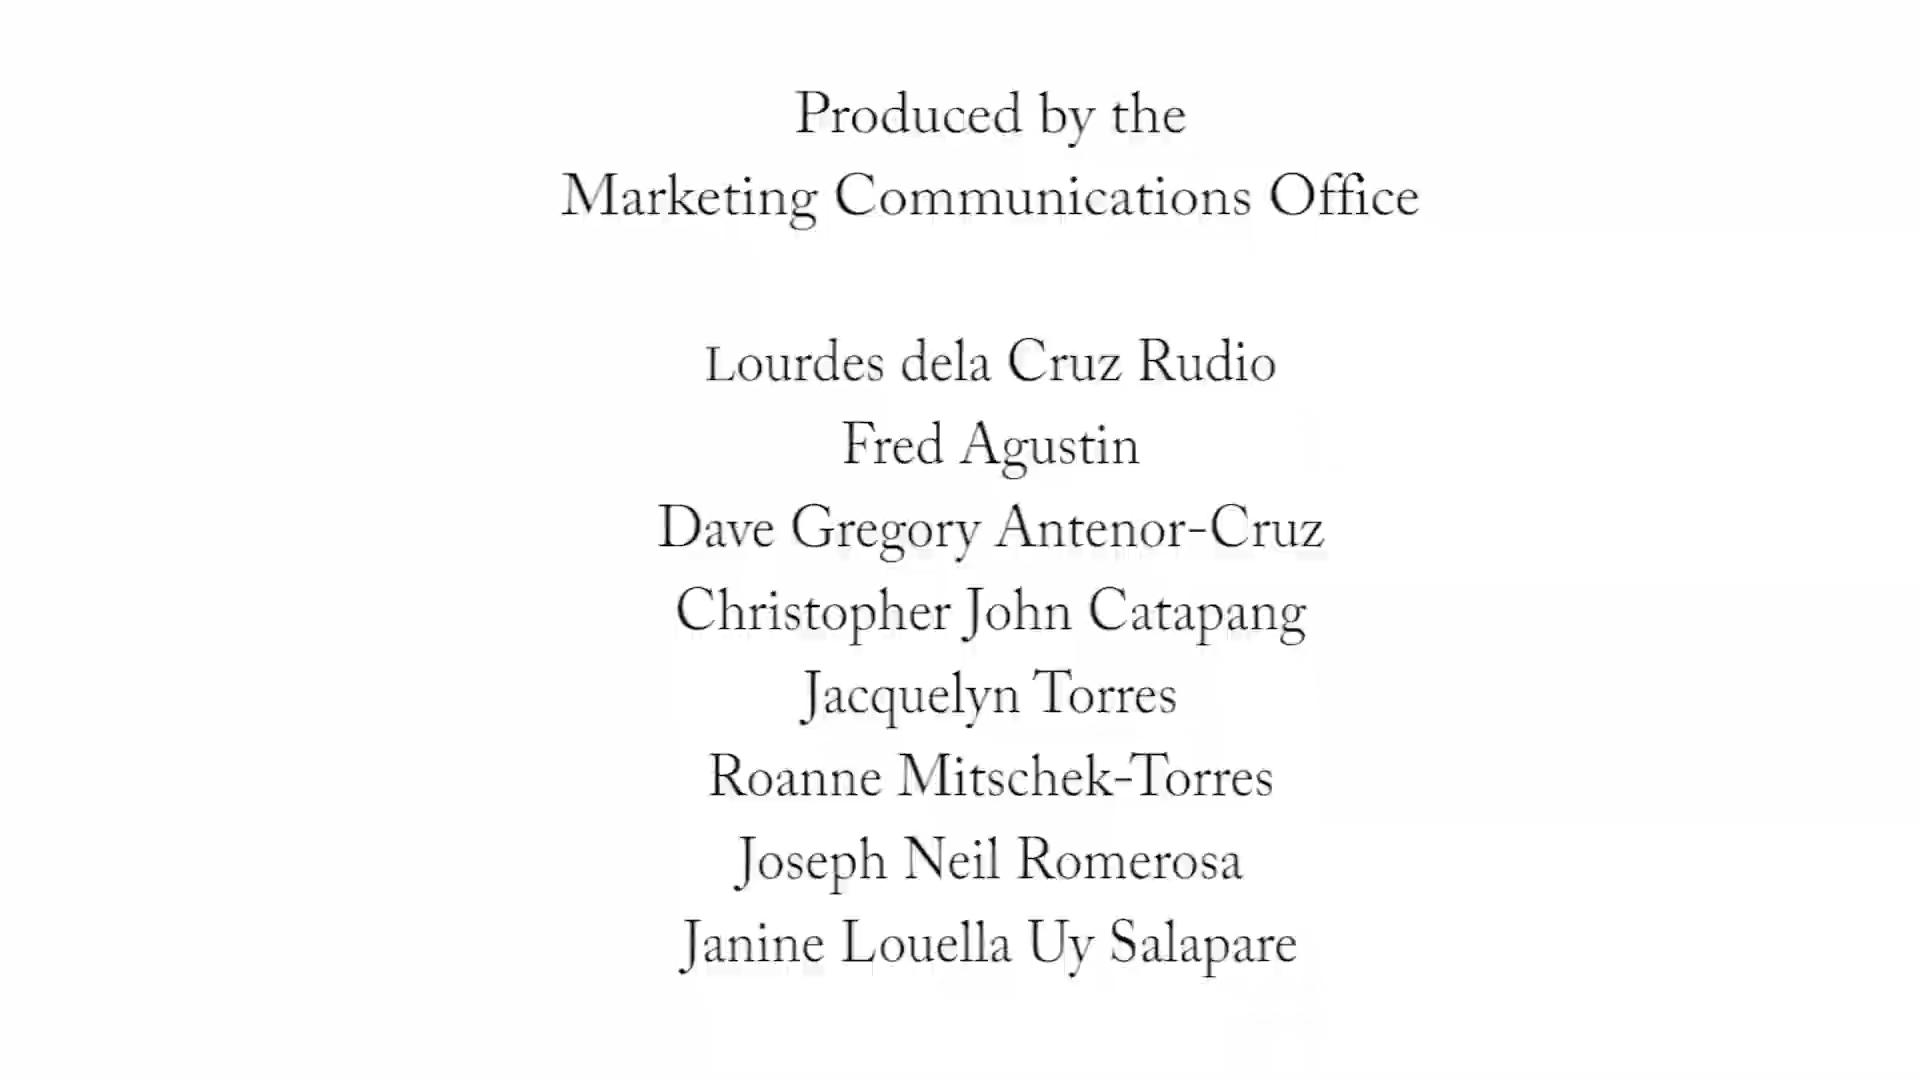 Produced by the
Marketing Communications Office
Lourdes dela Cruz Rudio
Fred Agustin
Dave Gregory Antenor-Cruz
Christopher John Catapang
Jacquelyn Torres
Roanne Mitschek-Torres
Joseph Neil Romerosa
Janine Louella Uy Salapare